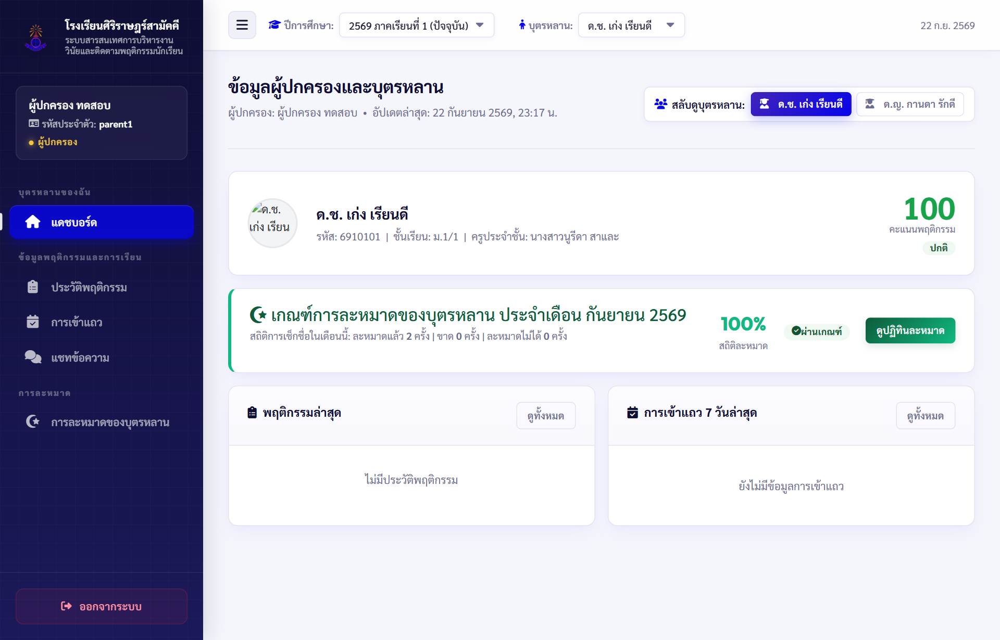 โรงเรียนศิริราษฎร์สามัคคี
ระบบสารสนเทศการบริหารงาน
วินัยและติดตามพฤติกรรมนักเรียน
ผู้ปกครอง ทดสอบ
รหัสประจำตัว: parent1
ผู้ปกครอง
บุตรหลานของฉัน
แดชบอร์ด
ข้อมูลพฤติกรรมและการเรียน
ประวัติพฤติกรรม
การเข้าแถว
แชทข้อความ
การละหมาด
การละหมาดของบุตรหลาน
ออกจากระบบ
ปีการศึกษา: 2569 ภาคเรียนที่ 1 (ปัจจุบัน) บุตรหลาน: ด.ช. เก่ง เรียนดี 22 ก.ย. 2569
ข้อมูลผู้ปกครองและบุตรหลาน
ผู้ปกครอง: ผู้ปกครอง ทดสอบ • อัปเดตล่าสุด: 22 กันยายน 2569, 23:17 น.
สลับดูบุตรหลาน: ด.ช. เก่ง เรียนดี ด.ญ. กานดา รักดี
ด.ช.
เก่ง เรียน
ด.ช. เก่ง เรียนดี
รหัส: 6910101 | ชั้นเรียน: ม.1/1 | ครูประจำชั้น: นางสาวนูรีดา สาและ
100
คะแนนพฤติกรรม
ปกติ
เกณฑ์การละหมาดของบุตรหลาน ประจำเดือน กันยายน 2569
สถิติการเช็กชื่อในเดือนนี้: ละหมาดแล้ว 2 ครั้ง | ขาด 0 ครั้ง | ละหมาดไม่ได้ 0 ครั้ง
100%
สถิติละหมาด
ผ่านเกณฑ์
ดูปฏิทินละหมาด
พฤติกรรมล่าสุด
ดูทั้งหมด
ไม่มีประวัติพฤติกรรม
การเข้าแถว 7 วันล่าสุด
ดูทั้งหมด
ยังไม่มีข้อมูลการเข้าแถว